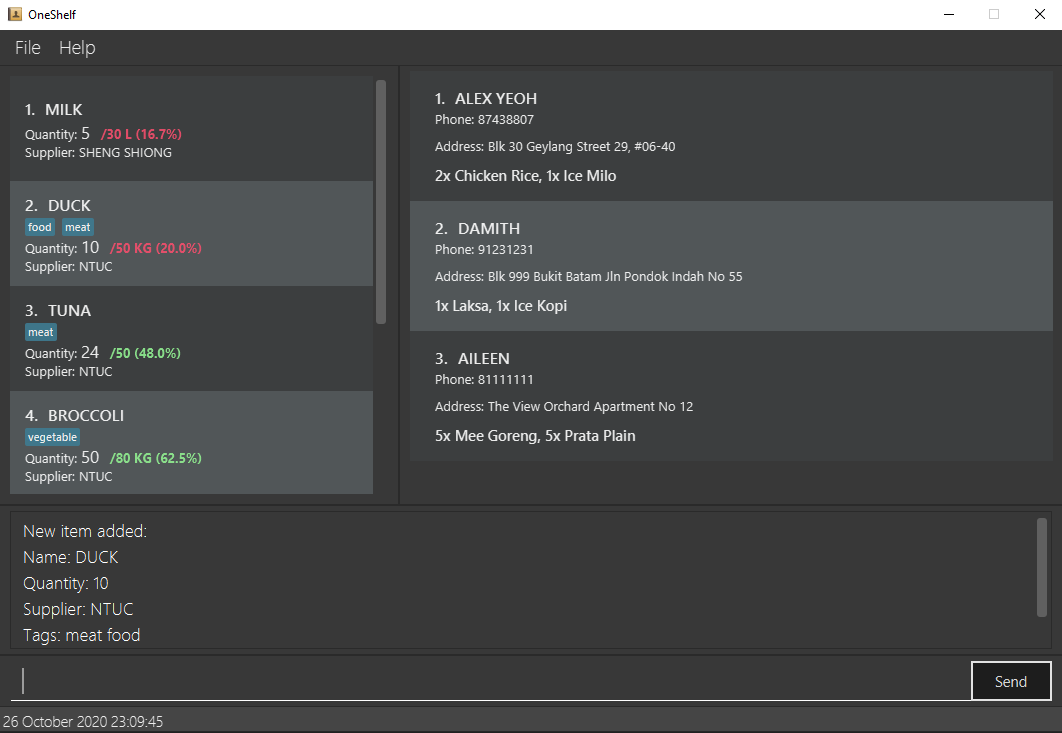 OneShelf
File Help
1. MILK
Quantity: 5 /30 L (16.7%)
Supplier: SHENG SHIONG
2. DUCK
food meat
Quantity: 10 /50 KG (20.0%)
Supplier: NTUC
3. TUNA
meat
Quantity: 24 /50 (48.0%)
Supplier: NTUC
4. BROCCOLI
vegetable
Quantity: 50 /80 KG (62.5%)
Supplier: NTUC
1. ALEX YEOH
Phone: 87438807
Address: Blk 30 Geylang Street 29, #06-40
2x Chicken Rice, 1x Ice Milo
2. DAMITH
Phone: 91231231
Address: Blk 999 Bukit Batam Jln Pondok Indah No 55
1x Laksa, 1x Ice Kopi
3. AILEEN
Phone: 81111111
Address: The View Orchard Apartment No 12
5x Mee Goreng, 5x Prata Plain
New item added:
Name: DUCK
Quantity: 10
Supplier: NTUC
Tags: meat food
Send
26 October 2020 23:09:45